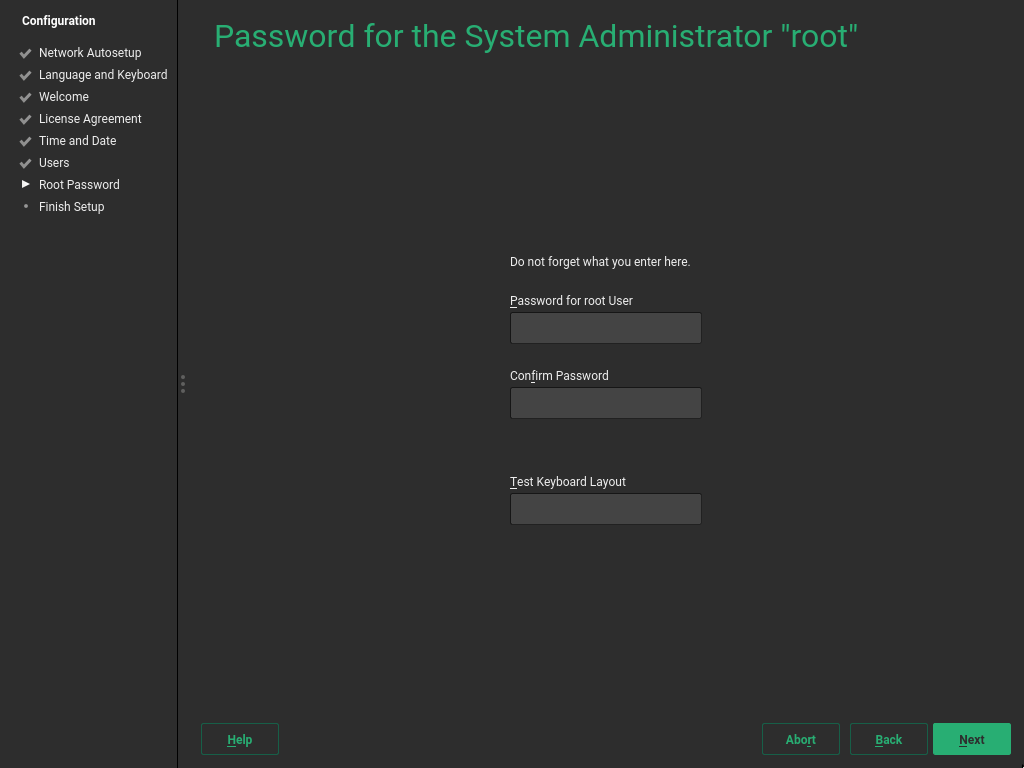 Configuration
Network Autosetup
Language and Keyboard
Welcome
License Agreement
Time and Date
Users
Root Password
Finish Setup
Password for the System Administrator "root"
Do not forget what you enter here.
Password for root User
Confirm Password
Test Keyboard Layout
Help
Abort
Back
Next